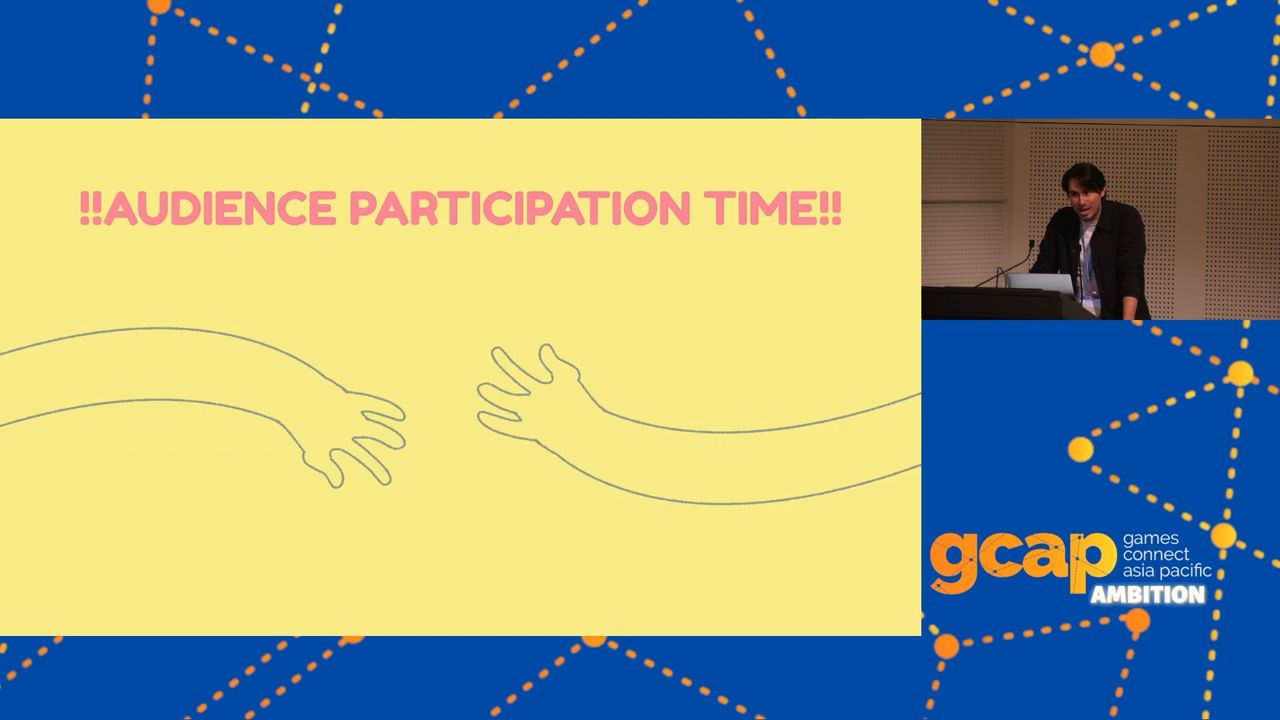 !!AUDIENCE PARTICIPATION TIME!!
gcap
games
connect
asia pacific
AMBITION